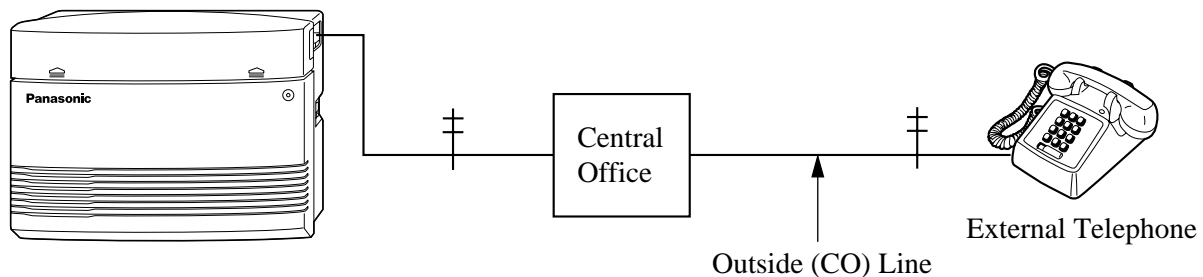 Panasonic
Central
Office
External Telephone
Outside (CO) Line